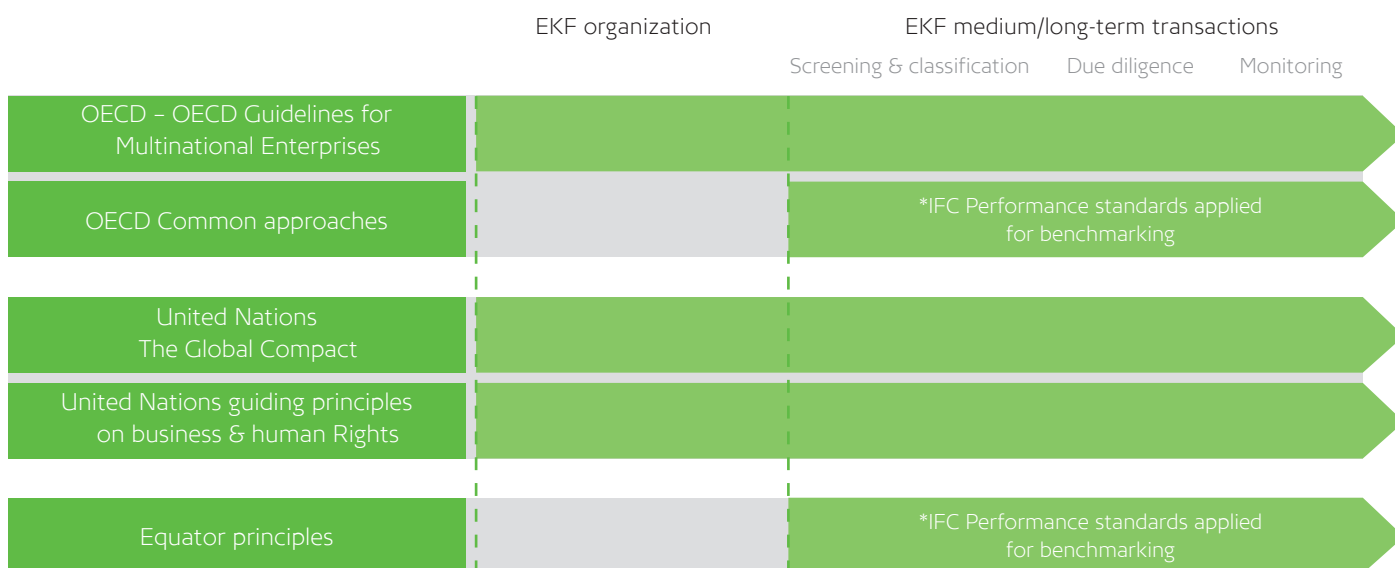 EKF organization
EKF medium/long-term transactions
Screening & classification
Due diligence
Monitoring
OECD – OECD Guidelines for
Multinational Enterprises
OECD Common approaches
*IFC Performance standards applied
for benchmarking
United Nations
The Global Compact
United Nations guiding principles
on business & human Rights
Equator principles
*IFC Performance standards applied
for benchmarking